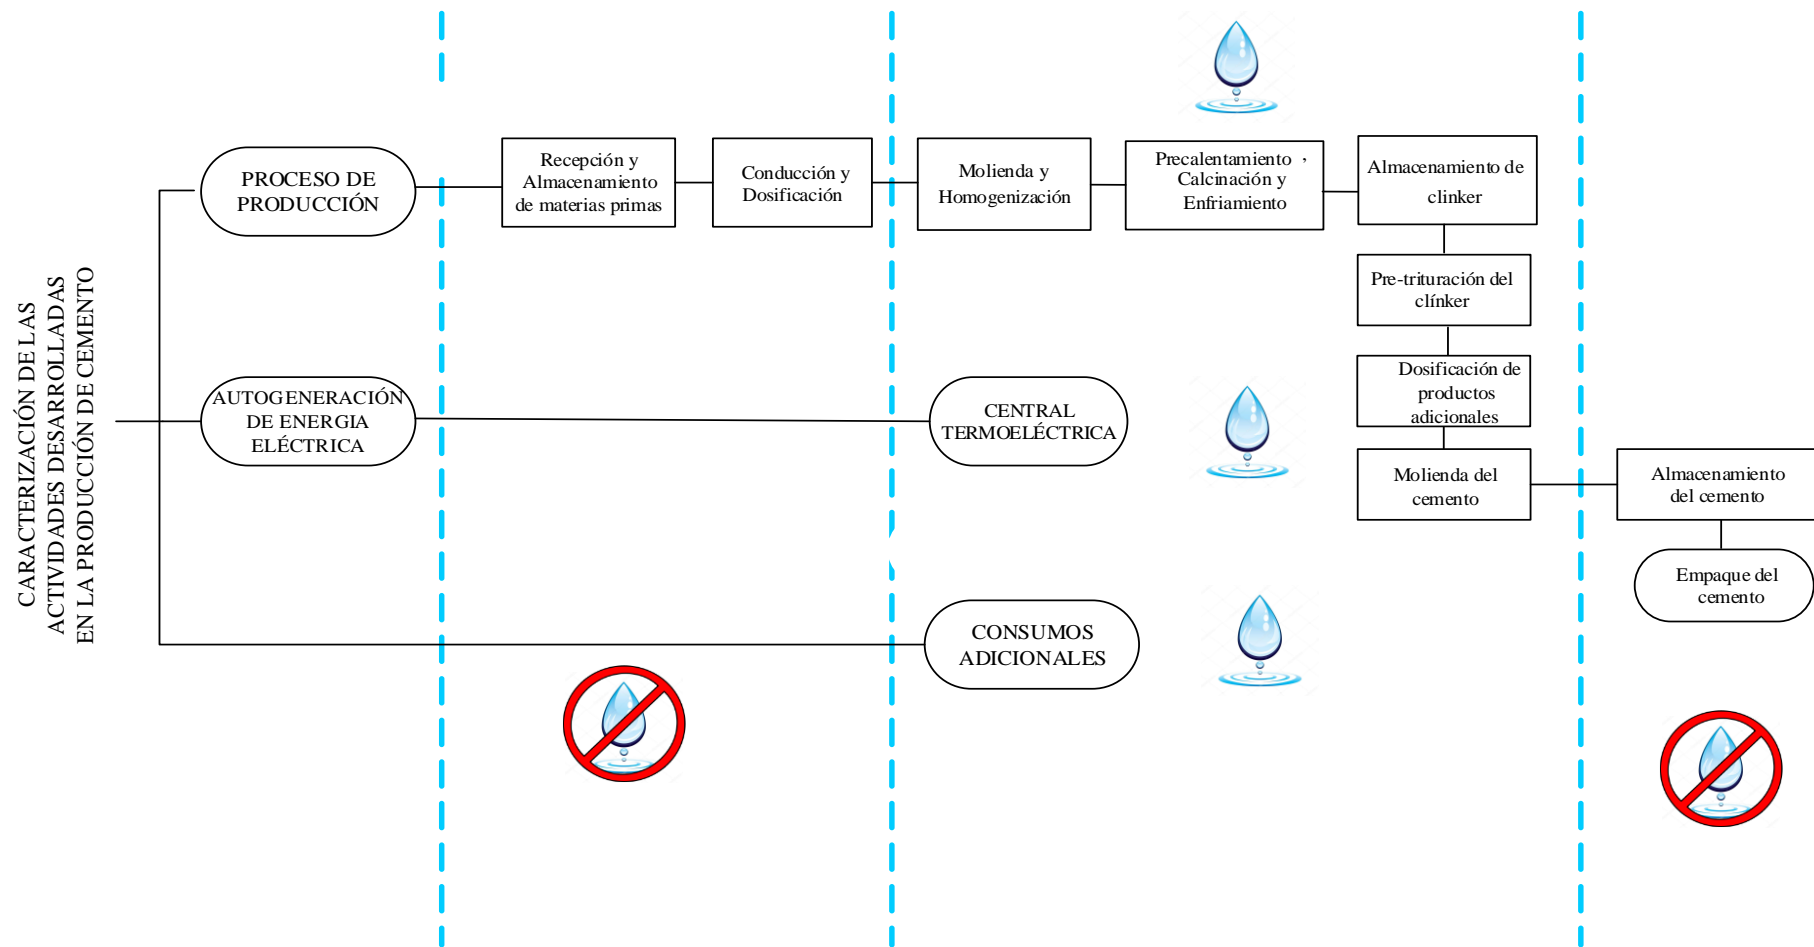 CARACTERIZACIÓN DE LAS
ACTIVIDADES DESARROLLADAS
EN LA PRODUCCIÓN DE CEMENTO
PROCESO DE
PRODUCCIÓN
Recepción y
Almacenamiento
de materias primas
Conducción y
Dosificación
Molienda y
Homogenización
Precalentamiento ,
Calcinación y
Enfriamiento
Almacenamiento de
clinker
Pre-trituración del
clínker
Dosificación de
productos
adicionales
Molienda del
cemento
Almacenamiento
del cemento
Empaque del
cemento
AUTOGENERACIÓN
DE ENERGIA
ELÉCTRICA
CENTRAL
TERMOELÉCTRICA
CONSUMOS
ADICIONALES